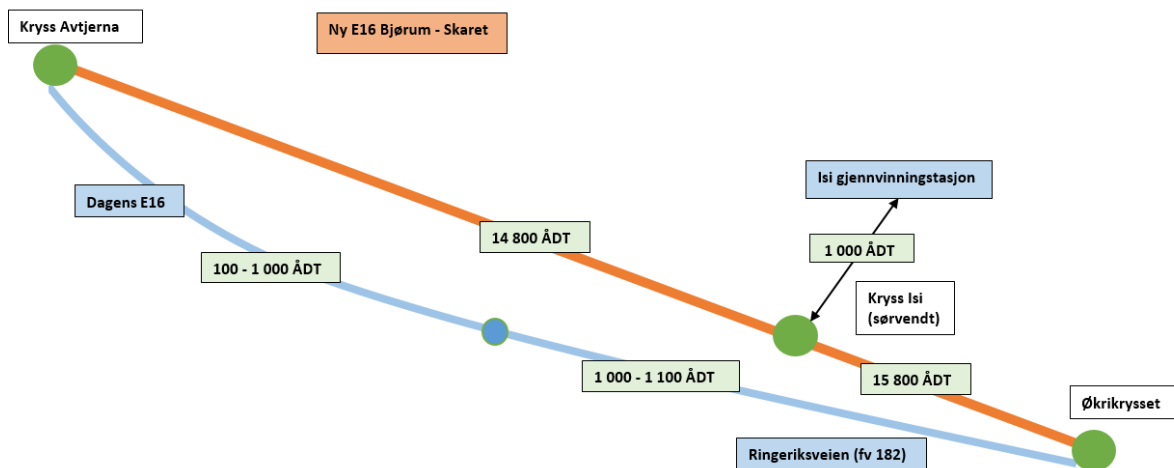 Kryss Avtjerna
Ny E16 Bjørum - Skaret
Isi gjennvinningstasjon
Dagens E16
14 800 ÅDT
1 000 ÅDT
100 - 1 000 ÅDT
Kryss Isi
(sørvendt)
1 000 - 1 100 ÅDT
15 800 ÅDT
Økrikrysset
Ringeriksveien (fv 182)